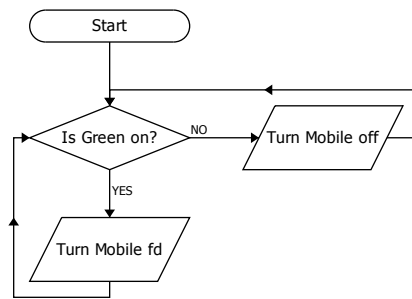 Start
Is Green on?
NO
Turn Mobile off
YES
Turn Mobile fd